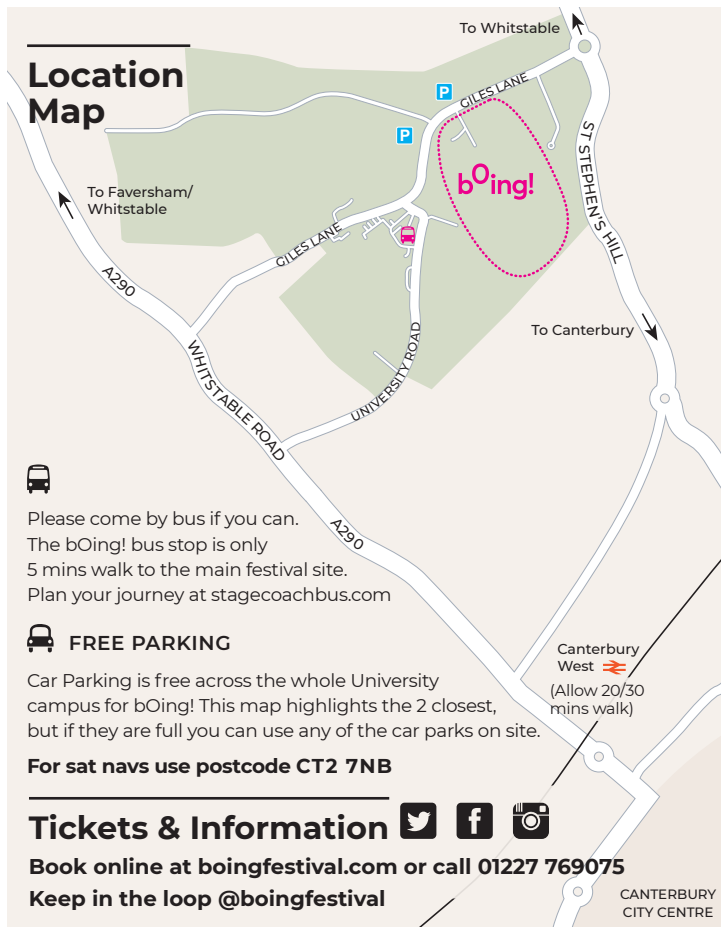 Location
Map
To Whitstable
P
GILES LANE
P
bOing!
ST STEPHEN'S HILL
To Faversham/
Whitstable
GILES LANE
A290
To Canterbury
WHITSTABLE ROAD
UNIVERSITY ROAD
A290
Please come by bus if you can.
The bOing! bus stop is only
5 mins walk to the main festival site.
Plan your journey at stagecoachbus.com
FREE PARKING
Car Parking is free across the whole University
campus for bOing! This map highlights the 2 closest,
but if they are full you can use any of the car parks on site.
For sat navs use postcode CT2 7NB
Canterbury
West
(Allow 20/30
mins walk)
Tickets & Information
Book online at boingfestival.com or call 01227 769075
Keep in the loop @boingfestival
CANTERBURY
CITY CENTRE